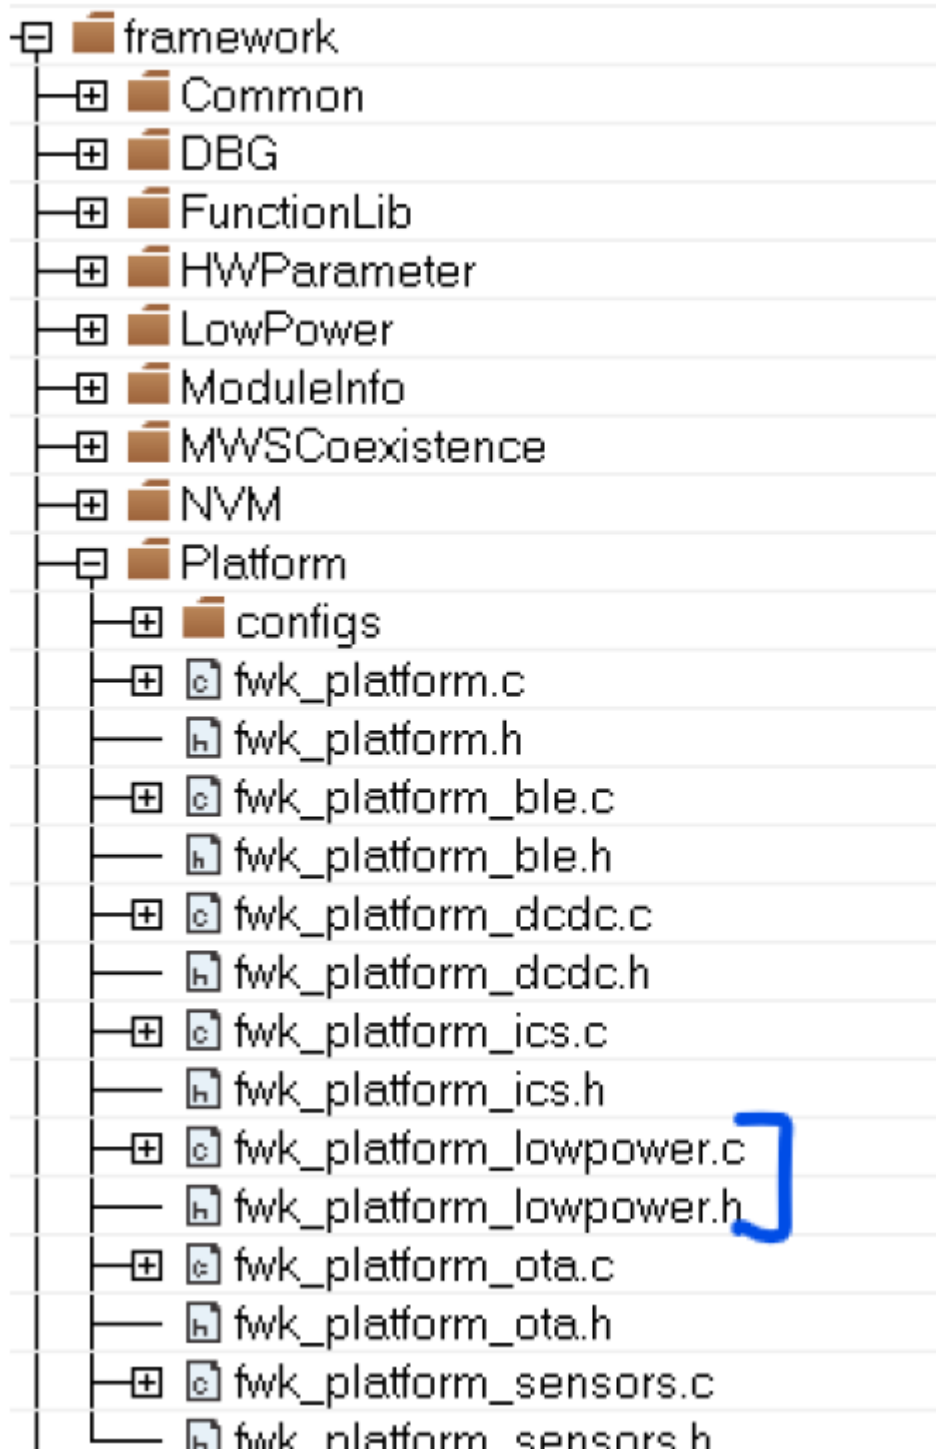 framework
Common
DBG
FunctionLib
HWParameter
LowPower
ModuleInfo
MWSCoexistence
NVM
Platform
configs
fwk_platform.c
fwk_platform.h
fwk_platform_ble.c
fwk_platform_ble.h
fwk_platform_dcdc.c
fwk_platform_dcdc.h
fwk_platform_ics.c
fwk_platform_ics.h
fwk_platform_lowpower.c
fwk_platform_lowpower.h
fwk_platform_ota.c
fwk_platform_ota.h
fwk_platform_sensors.c
fwk_platform_sensors.h